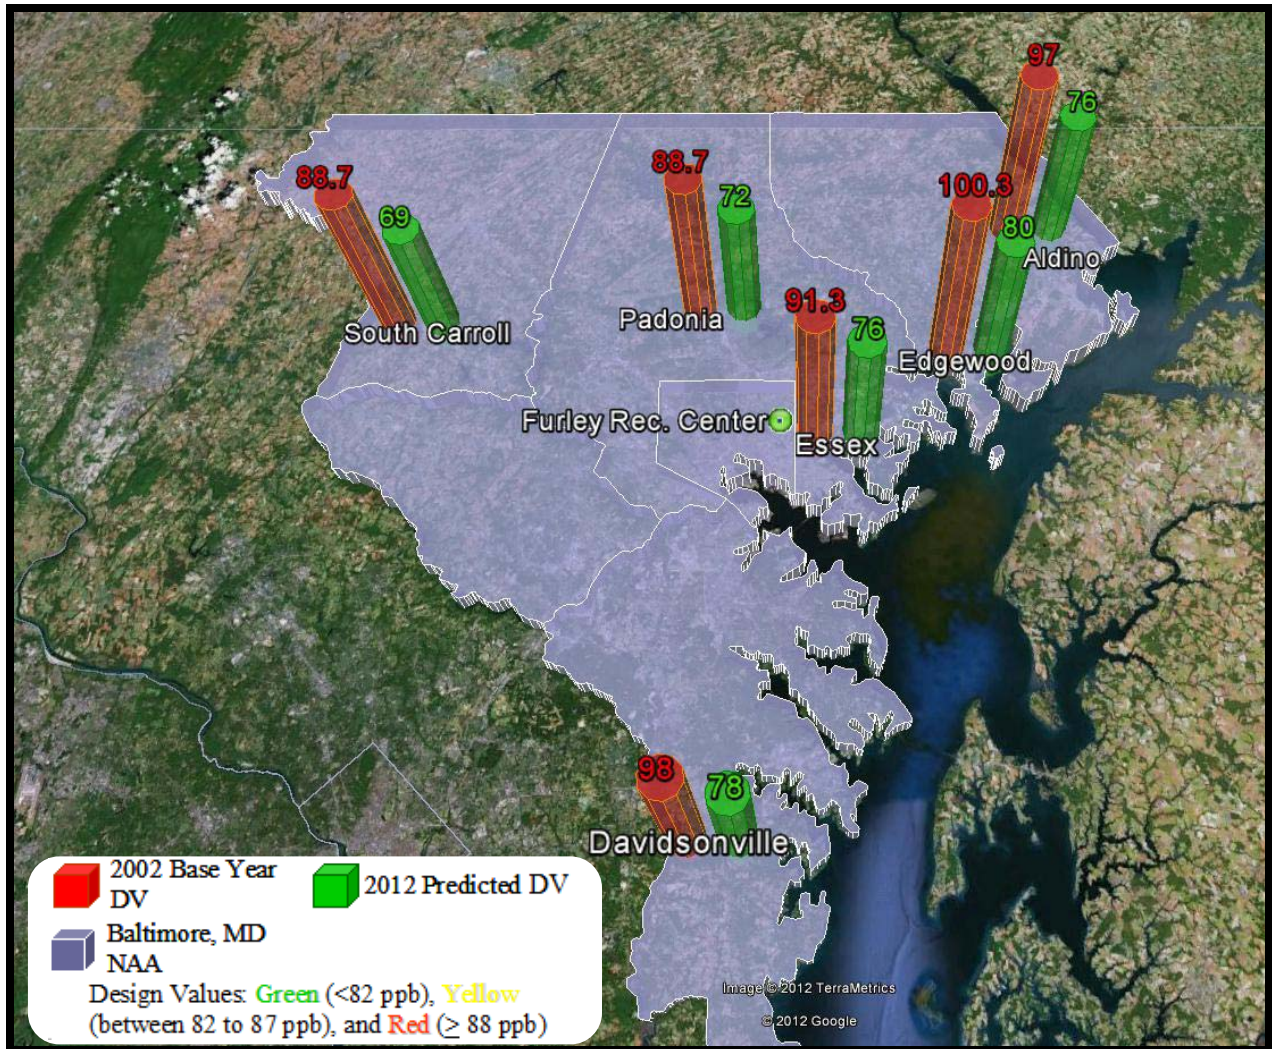 97
76
88.7
88.7
100.3
72
69
80
Aldino
91.3
Padonia
76
South Carroll
Edgewood
Furley Rec. Center
Essex
98
78
Davidsonville
2002 Base Year
DV
2012 Predicted DV
Baltimore, MD
NAA
Design Values: Green (<82 ppb), Yellow
(between 82 to 87 ppb), and Red (≥ 88 ppb)
Image © 2012 TerraMetrics
© 2012 Google